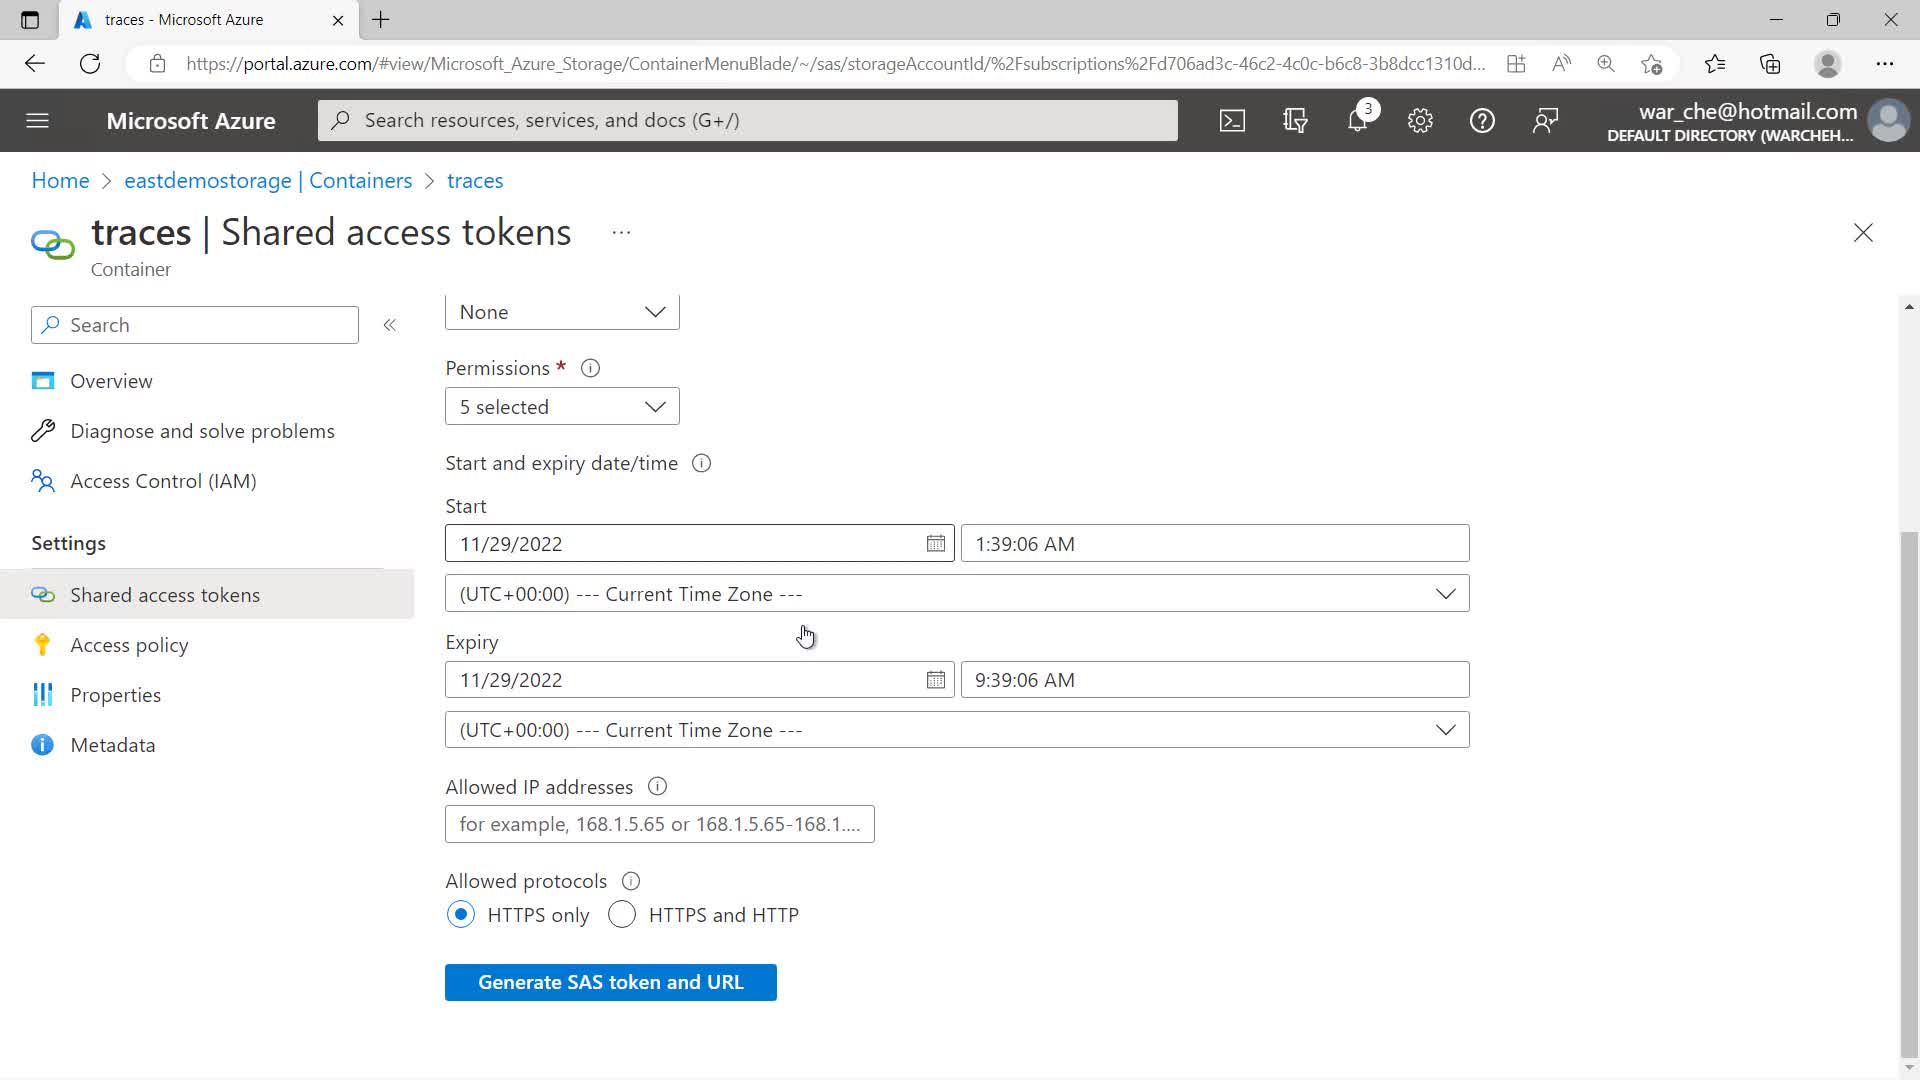 traces - Microsoft Azure
https://portal.azure.com/#view/Microsoft_Azure_Storage/ContainerMenuBlade/~/sas/storageAccountId/%2Fsubscriptions%2Fd706ad3c-46c2-4c0c-b6c8-3b8dcc1310d...
Microsoft Azure
Search resources, services, and docs (G+/)
3
war_che@hotmail.com
DEFAULT DIRECTORY (WARCHEH...
Home > eastdemostorage | Containers > traces
traces | Shared access tokens ...
Container
Search
Overview
Diagnose and solve problems
Access Control (IAM)
Settings
Shared access tokens
Access policy
Properties
Metadata
None
Permissions *
5 selected
Start and expiry date/time
Start
11/29/2022 1:39:06 AM
(UTC+00:00) --- Current Time Zone ---
Expiry
11/29/2022 9:39:06 AM
(UTC+00:00) --- Current Time Zone ---
Allowed IP addresses
for example, 168.1.5.65 or 168.1.5.65-168.1....
Allowed protocols
HTTPS only HTTPS and HTTP
Generate SAS token and URL